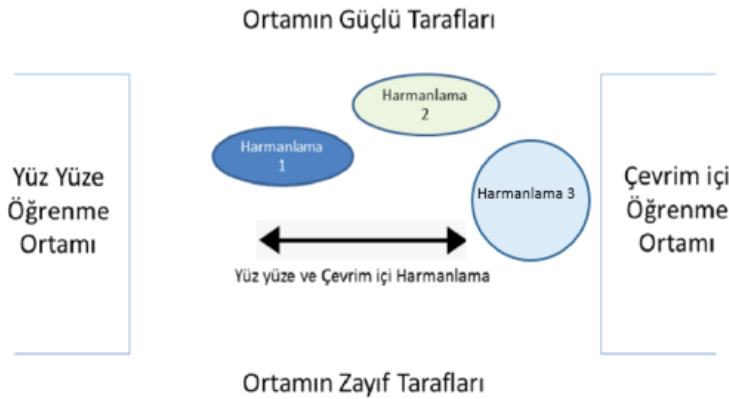 Ortamın Güçlü Tarafları
Harmanlama
2
Harmanlama
1
Harmanlama 3
Yüz Yüze
Öğrenme
Ortamı
Çevrim içi
Öğrenme
Ortamı
Yüz yüze ve Çevrim içi Harmanlama
Ortamın Zayıf Tarafları